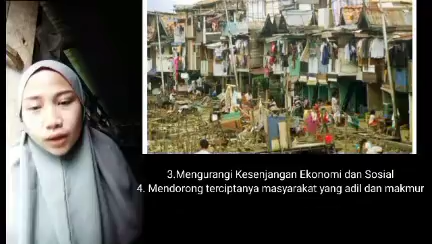 3.Mengurangi Kesenjangan Ekonomi dan Sosial
4. Mendorong terciptanya masyarakat yang adil dan makmur